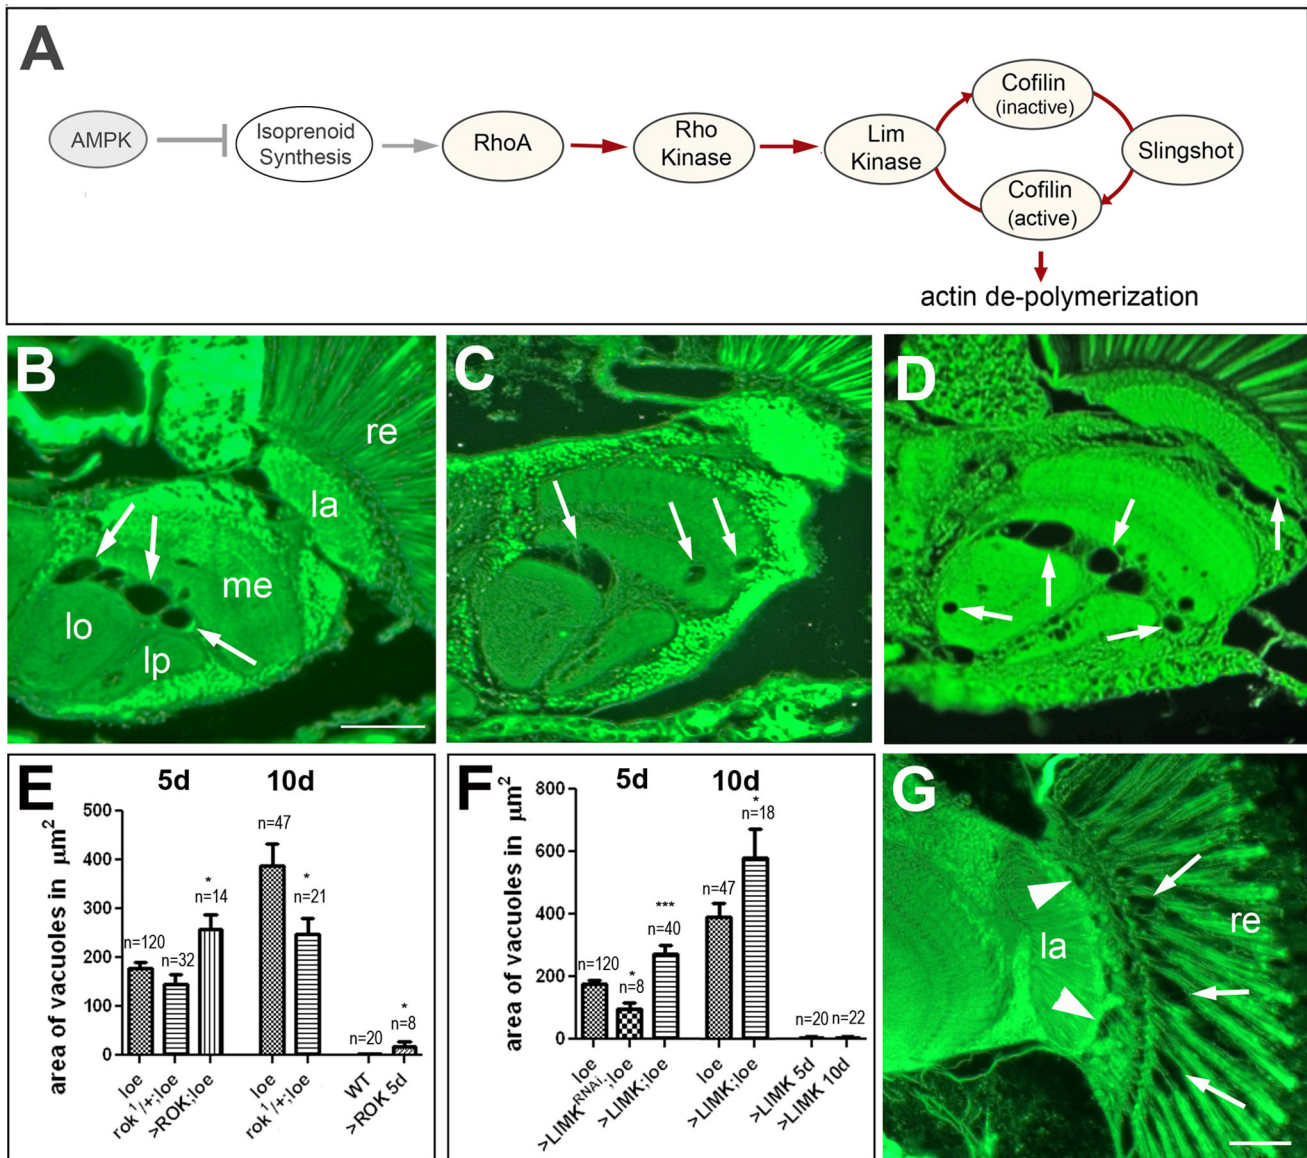 A
AMPK
Isoprenoid
Synthesis
RhoA
Rho
Kinase
Lim
Kinase
Cofilin
(inactive)
Slingshot
Cofilin
(active)
actin de-polymerization
B
re
la
me
lo
lp
C
D
E
5d
10d
area of vacuoles in μm²
500
400
300
200
100
0
n=120
n=32
*
n=14
n=47
*
n=21
n=20
*
n=8
loe
rok¹/+;loe
>ROK;loe
loe
rok¹/+;loe
WT
>ROK 5d
F
5d
10d
area of vacuoles in μm²
800
600
400
200
0
n=120
*
n=8
***
n=40
n=47
*
n=18
n=20
n=22
loe
>LIMKᴿᴺᴬⁱ;loe
>LIMK;loe
loe
>LIMK;loe
>LIMK 5d
>LIMK 10d
G
la
re